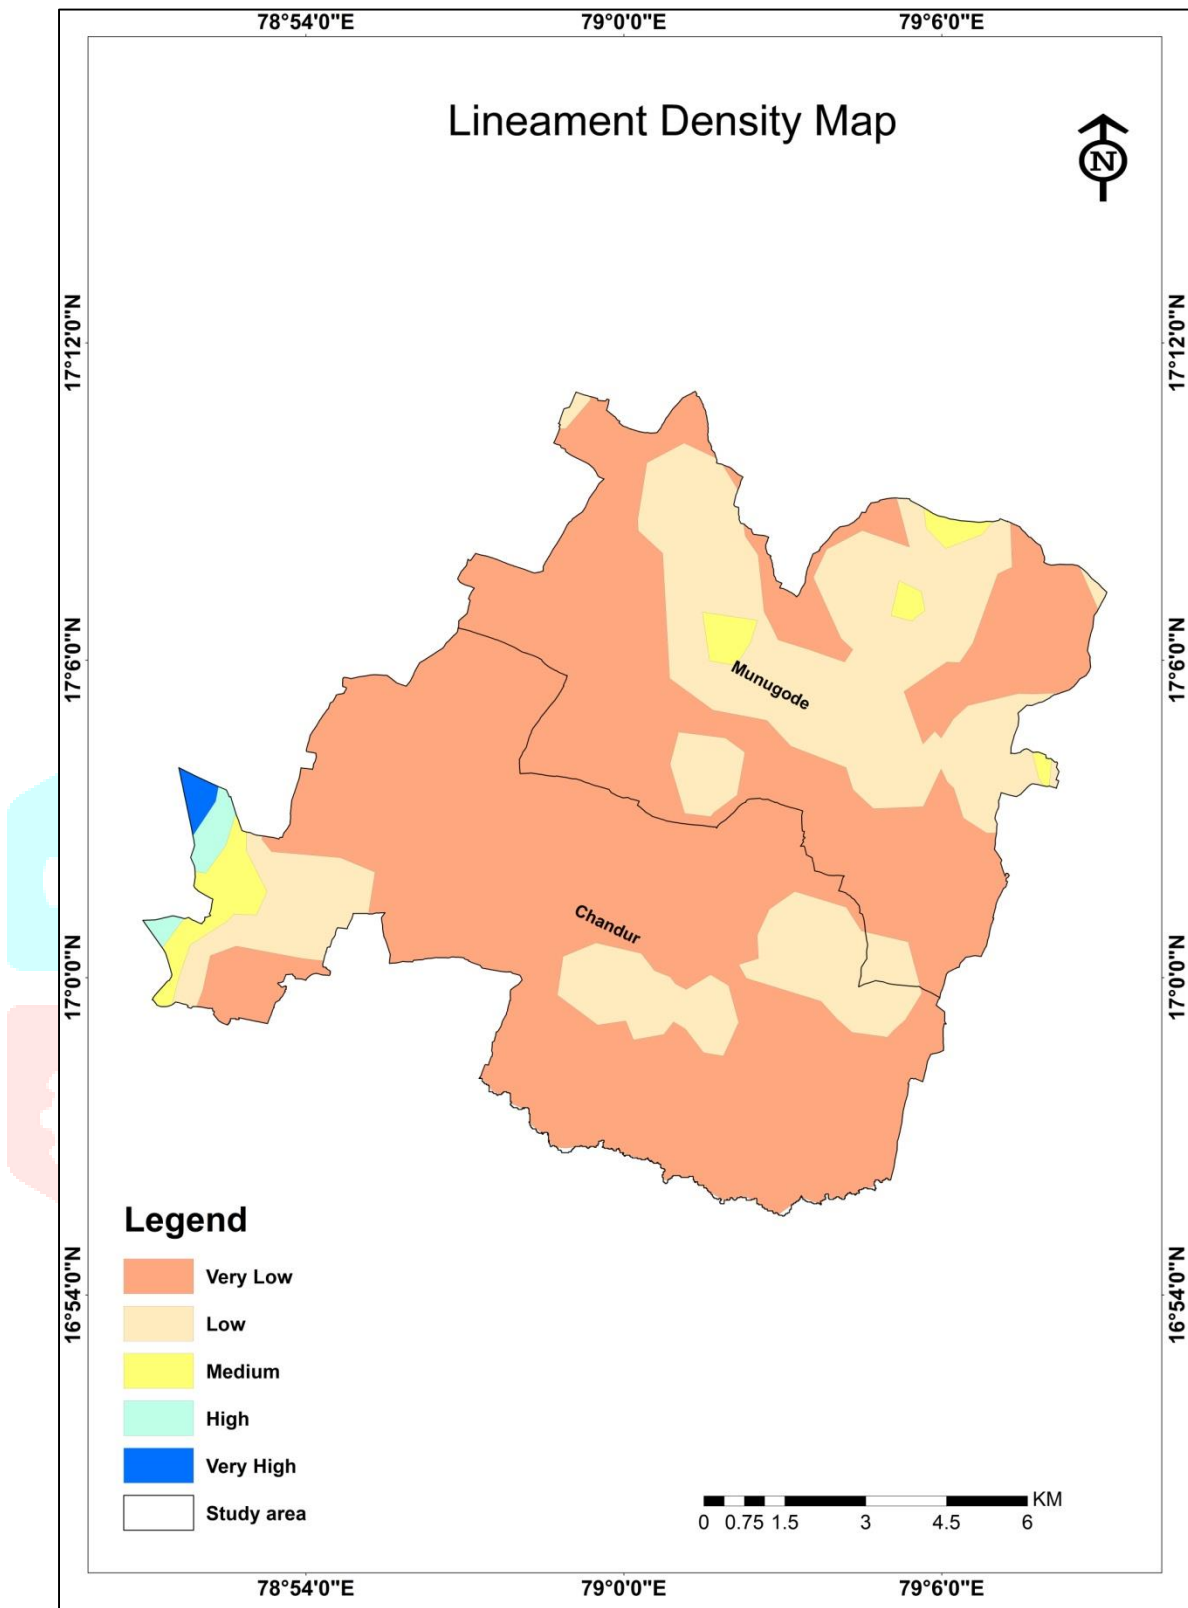 78°54'0"E 79°0'0"E 79°6'0"E
Lineament Density Map
N
17°12'0"N 17°12'0"N
17°6'0"N 17°6'0"N
Munugode
Chandur
17°0'0"N 17°0'0"N
Legend
Very Low
16°54'0"N 16°54'0"N
Low
Medium
High
Very High
Study area
KM
0 0.75 1.5 3 4.5 6
78°54'0"E 79°0'0"E 79°6'0"E